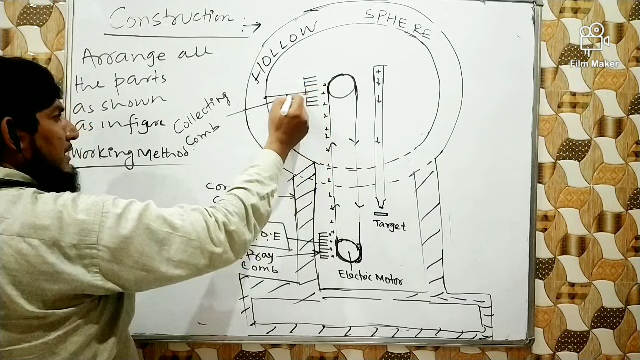 Construction :→
Arrange all
the parts
as shown
as in figure
Working Method
Collecting
Comb
HOLLOW SPHERE
Target
Spray
Comb
Electric Motor
Film Maker